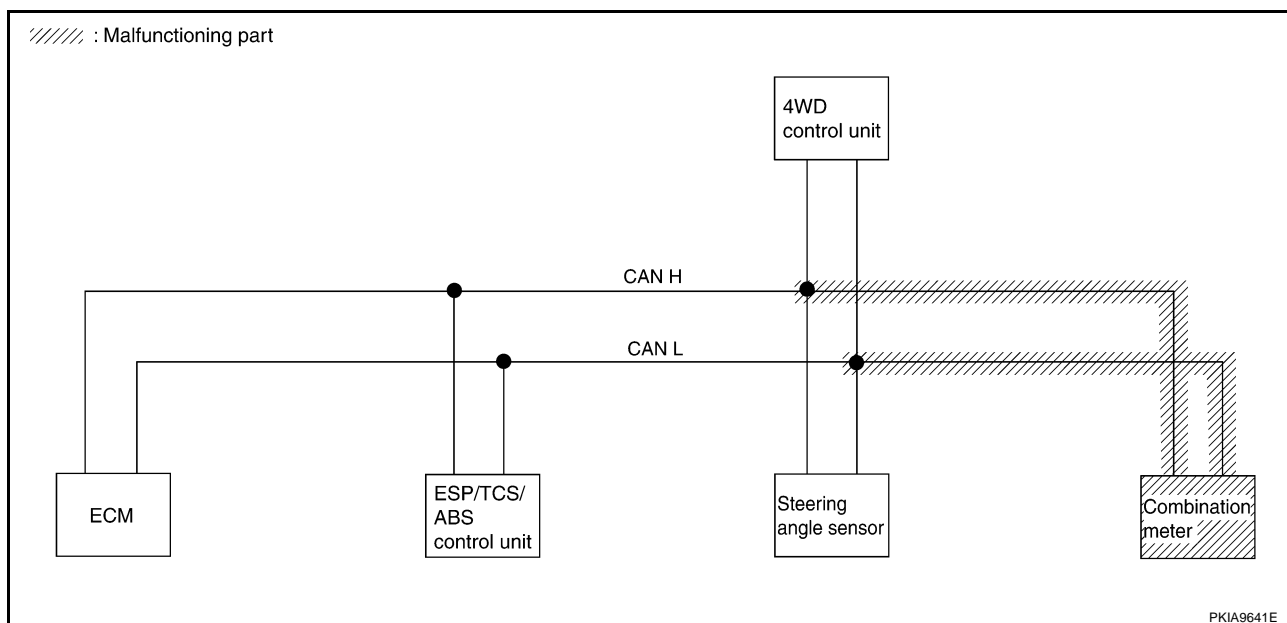 : Malfunctioning part
4WD
control unit
CAN H
CAN L
ECM
ESP/TCS/
ABS
control unit
Steering
angle sensor
Combination
meter
PKIA9641E